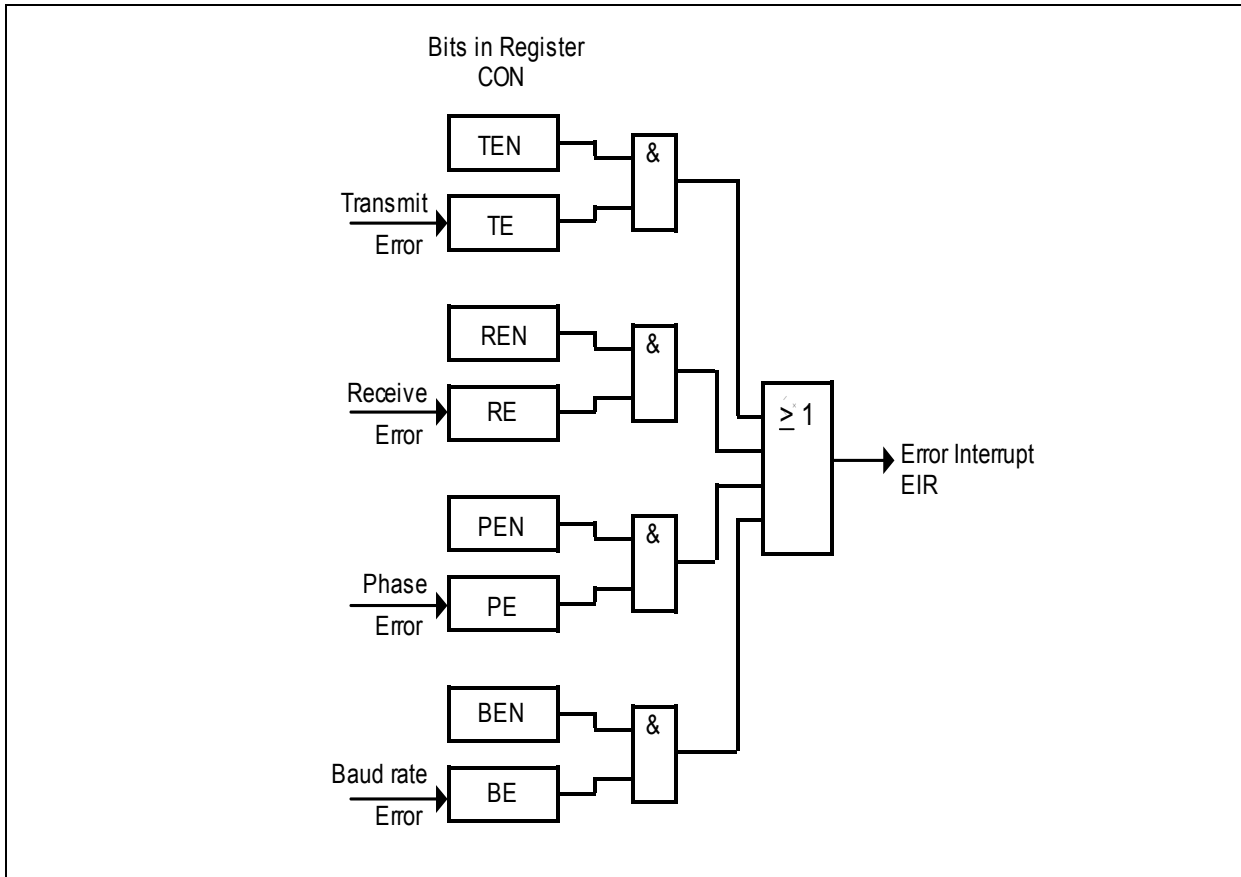 Bits in Register
CON
TEN
&
Transmit
Error
TE
REN
&
Receive
Error
RE
≥ 1
Error Interrupt
EIR
PEN
&
Phase
Error
PE
BEN
&
Baud rate
Error
BE